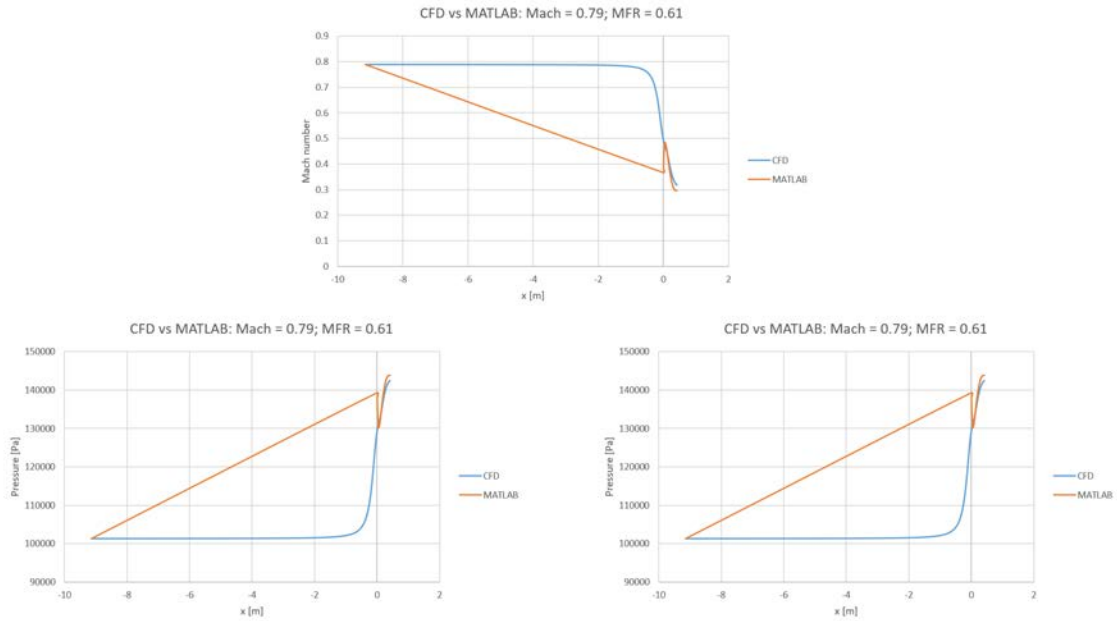 CFD vs MATLAB: Mach = 0.79; MFR = 0.61
0.9
0.8
0.7
0.6
0.5
0.4
0.3
0.2
0.1
0
Mach number
-10 -8 -6 -4 -2 0 2
x [m]
CFD
MATLAB
CFD vs MATLAB: Mach = 0.79; MFR = 0.61
150000
140000
130000
120000
110000
100000
90000
Pressure [Pa]
-10 -8 -6 -4 -2 0 2
x [m]
CFD
MATLAB
CFD vs MATLAB: Mach = 0.79; MFR = 0.61
150000
140000
130000
120000
110000
100000
90000
Pressure [Pa]
-10 -8 -6 -4 -2 0 2
x [m]
CFD
MATLAB